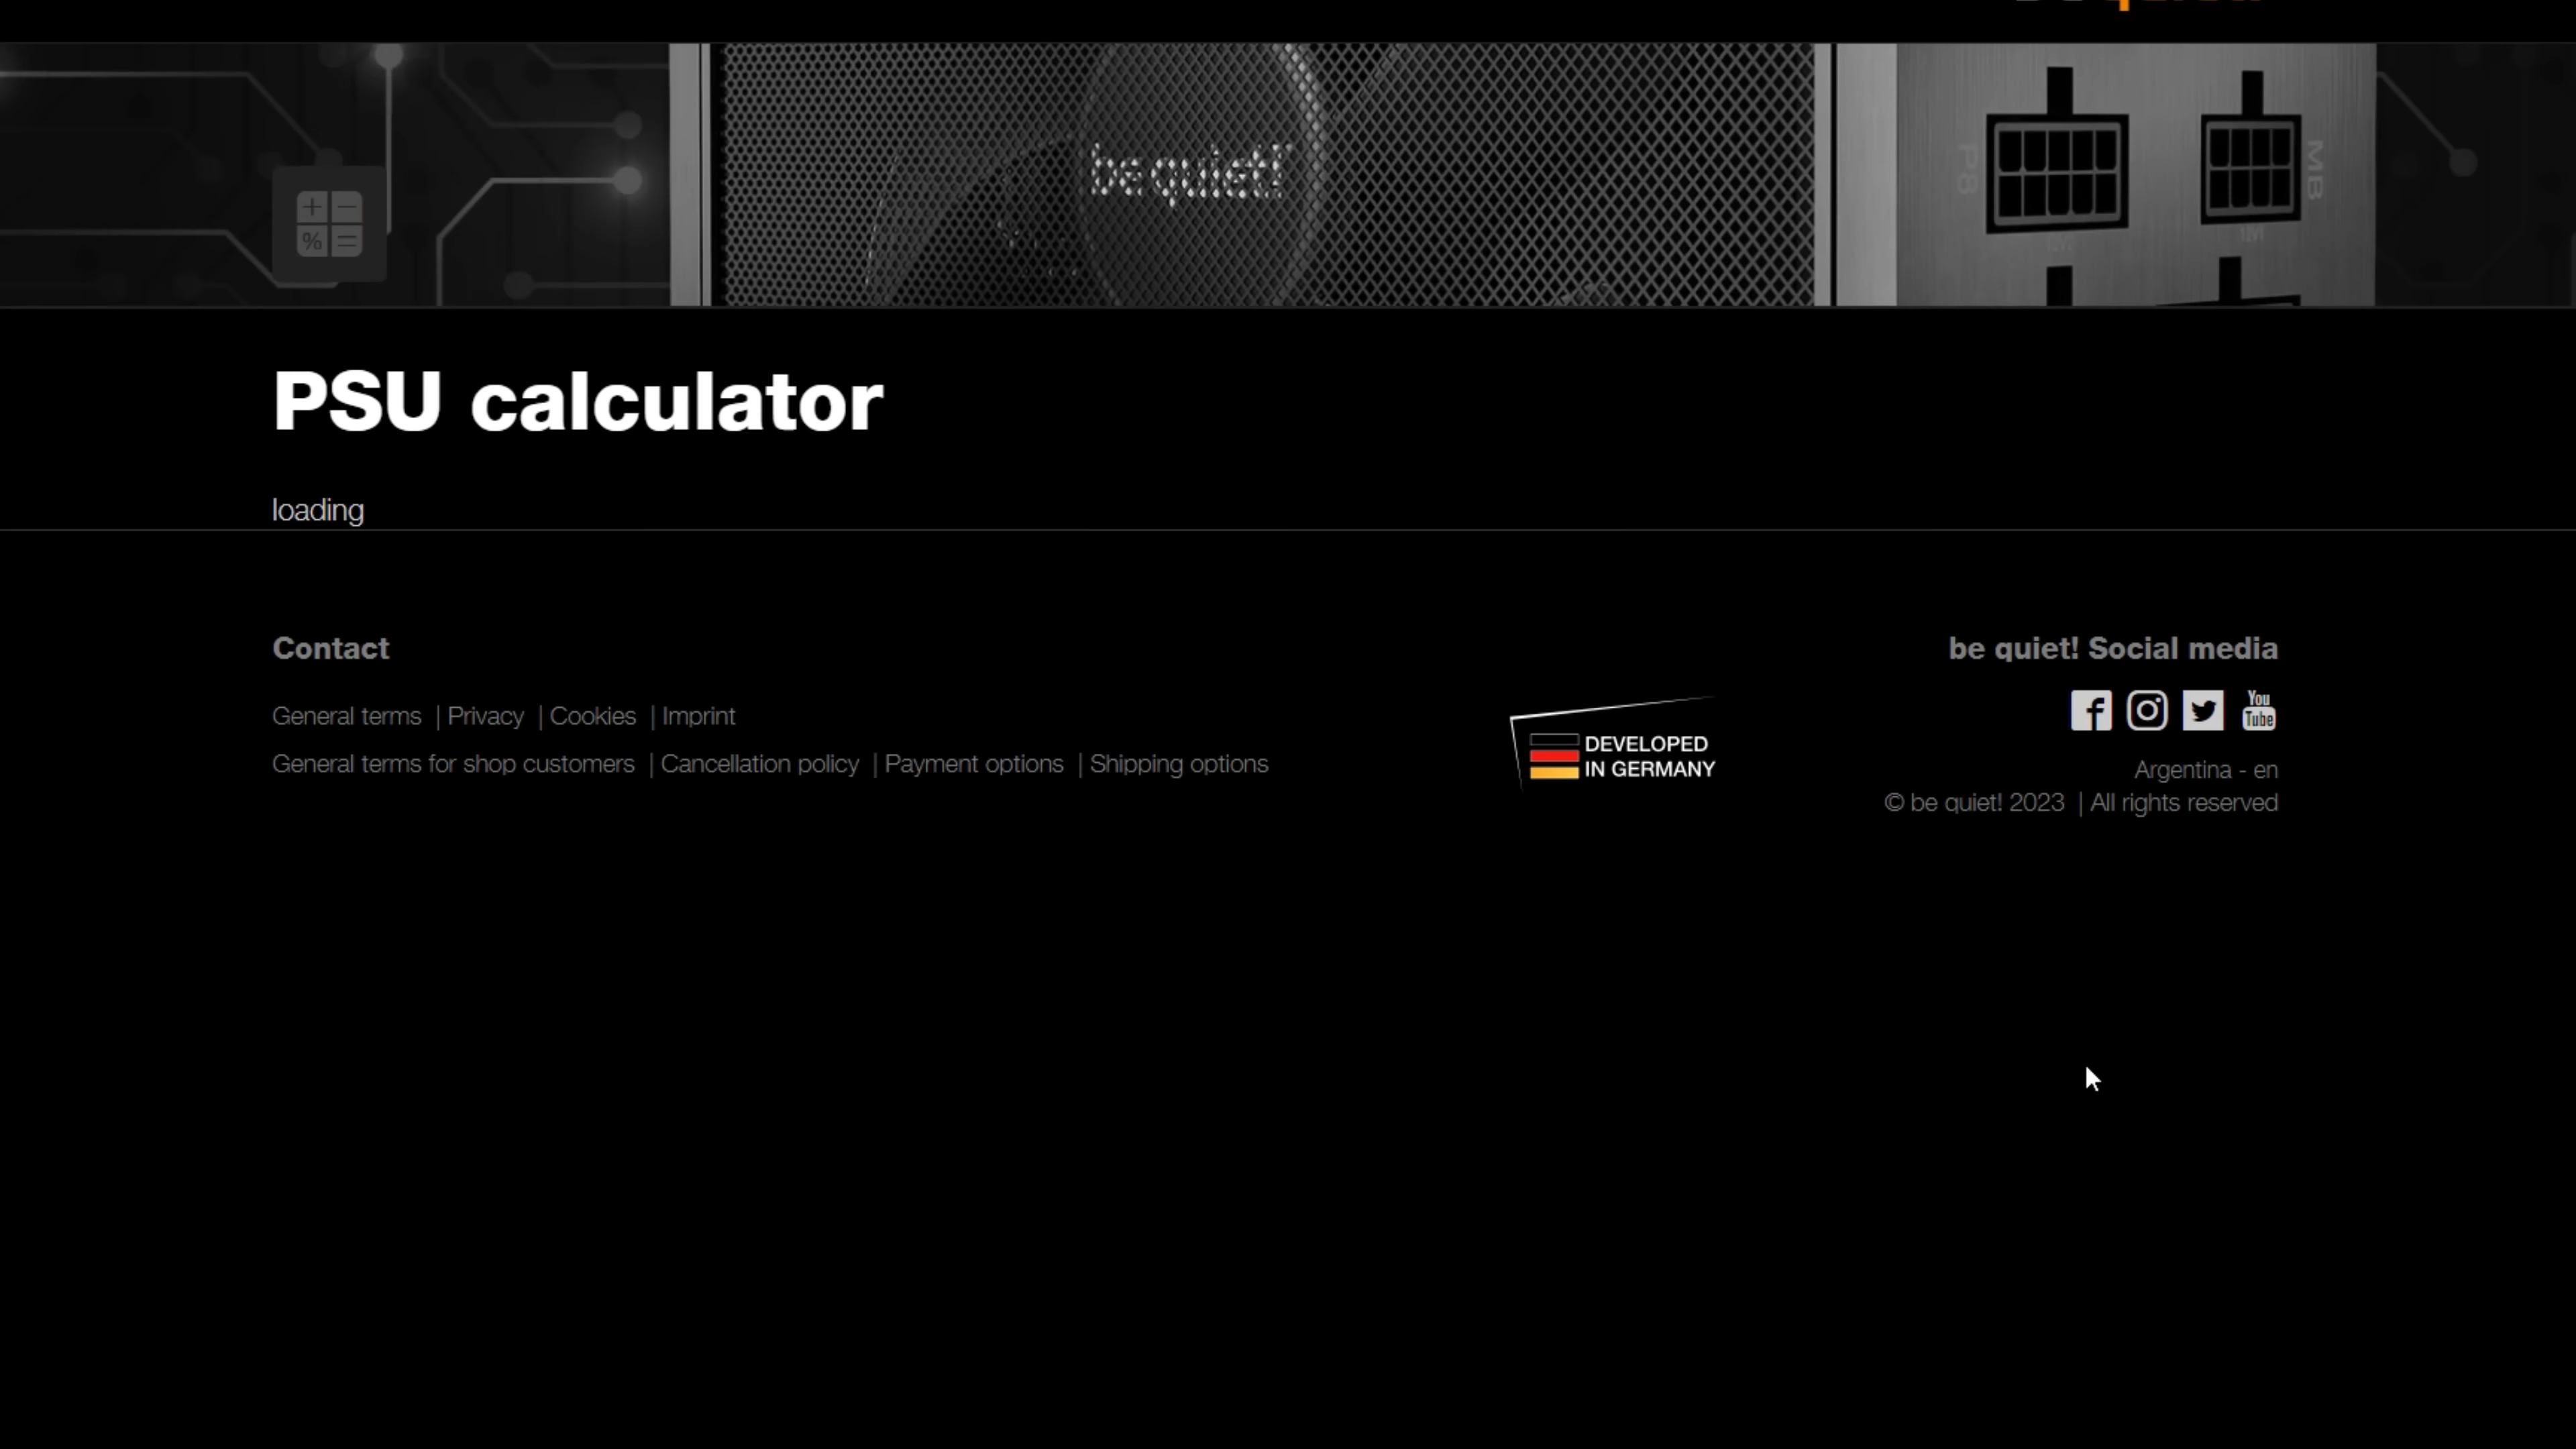 be quiet!
P8
MB
PSU calculator
loading
Contact
General terms | Privacy | Cookies | Imprint
General terms for shop customers | Cancellation policy | Payment options | Shipping options
DEVELOPED
IN GERMANY
be quiet! Social media
You
Tube
Argentina - en
© be quiet! 2023 | All rights reserved